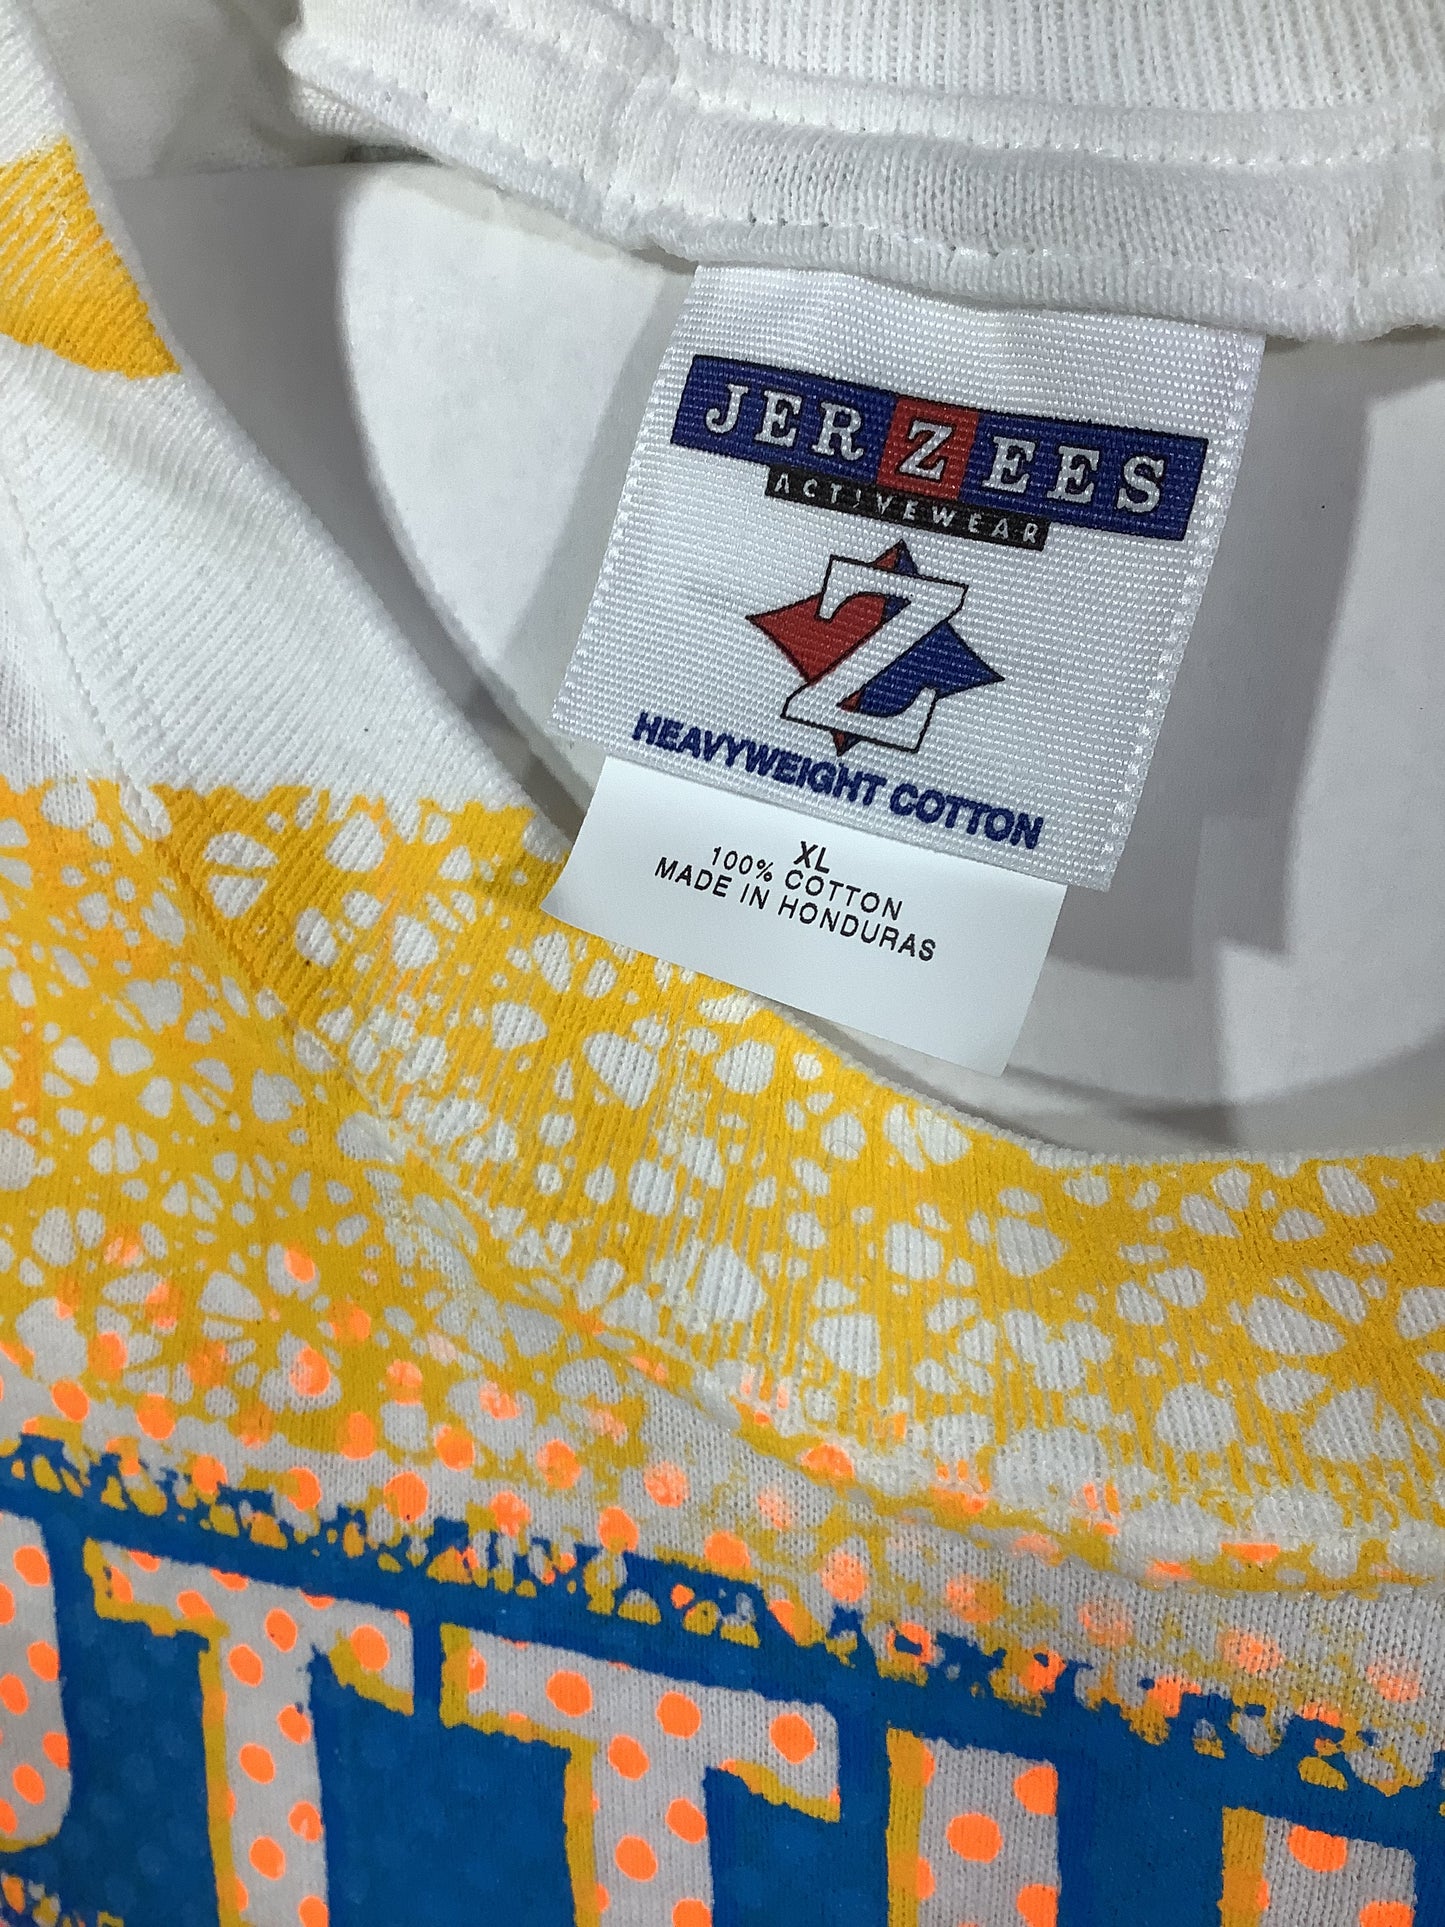 JERZEES
ACTIVEWEAR
Z
HEAVYWEIGHT COTTON
XL
100% COTTON
MADE IN HONDURAS